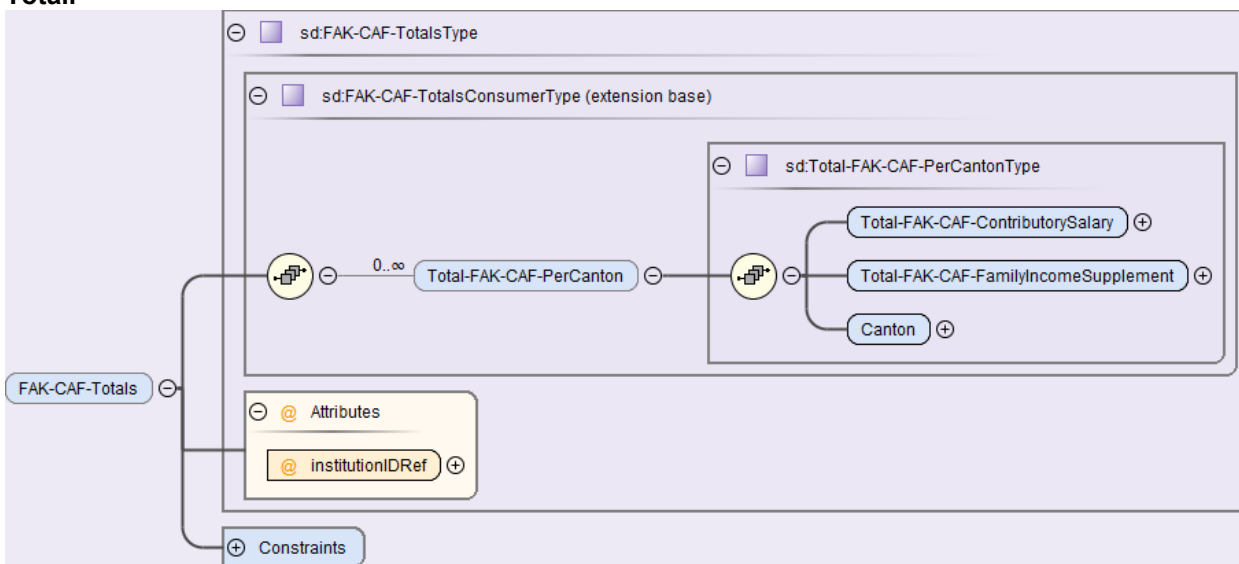 Totali
sd:FAK-CAF-TotalsType
sd:FAK-CAF-TotalsConsumerType (extension base)
sd:Total-FAK-CAF-PerCantonType
Total-FAK-CAF-ContributorySalary
0..∞
Total-FAK-CAF-PerCanton
Total-FAK-CAF-FamilyIncomeSupplement
Canton
FAK-CAF-Totals
@ Attributes
@ institutionIDRef
Constraints